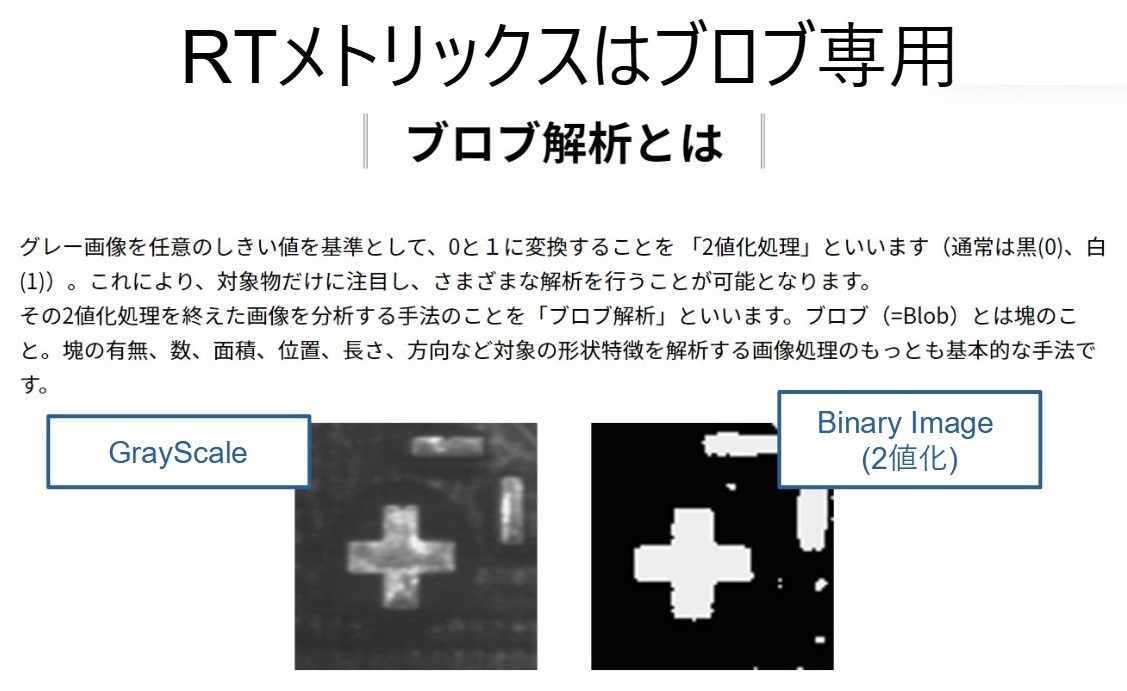 RTメトリックスはブロブ専用
ブロブ解析とは
グレー画像を任意のしきい値を基準として、0と１に変換することを 「2値化処理」といいます（通常は黒(0)、白
(1)）。これにより、対象物だけに注目し、さまざまな解析を行うことが可能となります。
その2値化処理を終えた画像を分析する手法のことを「ブロブ解析」といいます。ブロブ（=Blob）とは塊のこ
と。塊の有無、数、面積、位置、長さ、方向など対象の形状特徴を解析する画像処理のもっとも基本的な手法で
す。
GrayScale
Binary Image
(2値化)